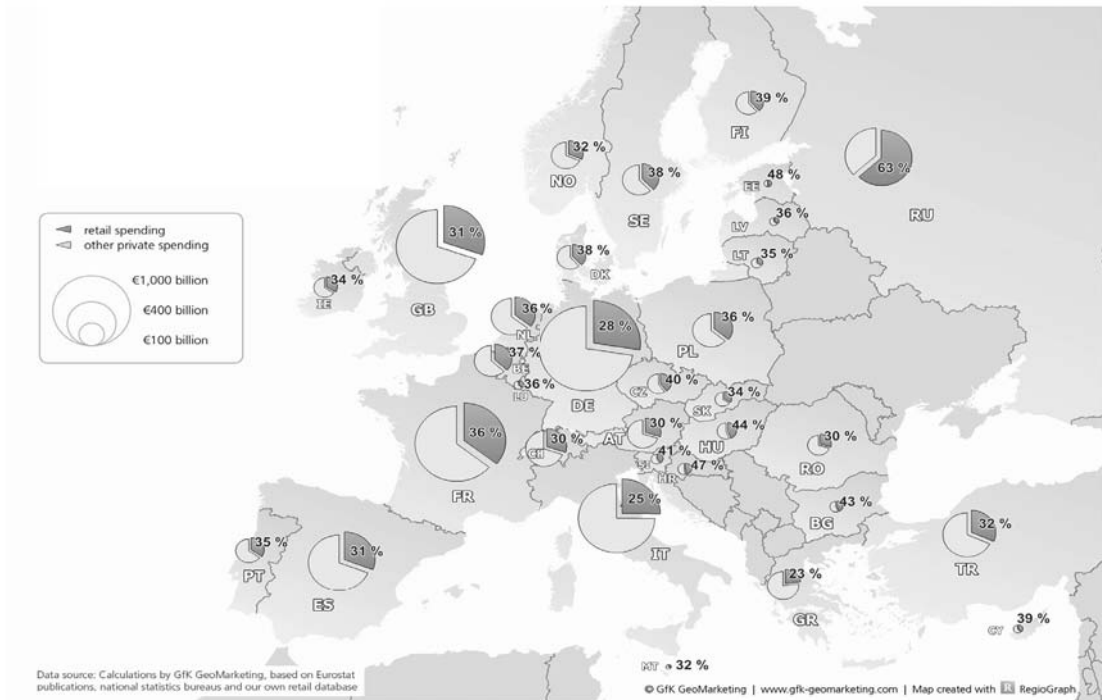 39 %
FI
32 %
NO
38 %
SE
63 %
RU
48 %
EE
36 %
LV
35 %
LT
retail spending
other private spending
€1,000 billion
€400 billion
€100 billion
31 %
GB
34 %
IE
38 %
DK
36 %
NL
28 %
DE
36 %
PL
37 %
BE
36 %
LU
40 %
CZ
34 %
SK
36 %
FR
30 %
CH
30 %
AT
44 %
HU
41 %
SI
47 %
HR
30 %
RO
43 %
BG
25 %
IT
35 %
PT
31 %
ES
32 %
TR
23 %
GR
39 %
CY
MT 32 %
Data source: Calculations by GfK GeoMarketing, based on Eurostat
publications, national statistics bureaus and our own retail database
© GfK GeoMarketing | www.gfk-geomarketing.com | Map created with R RegioGraph